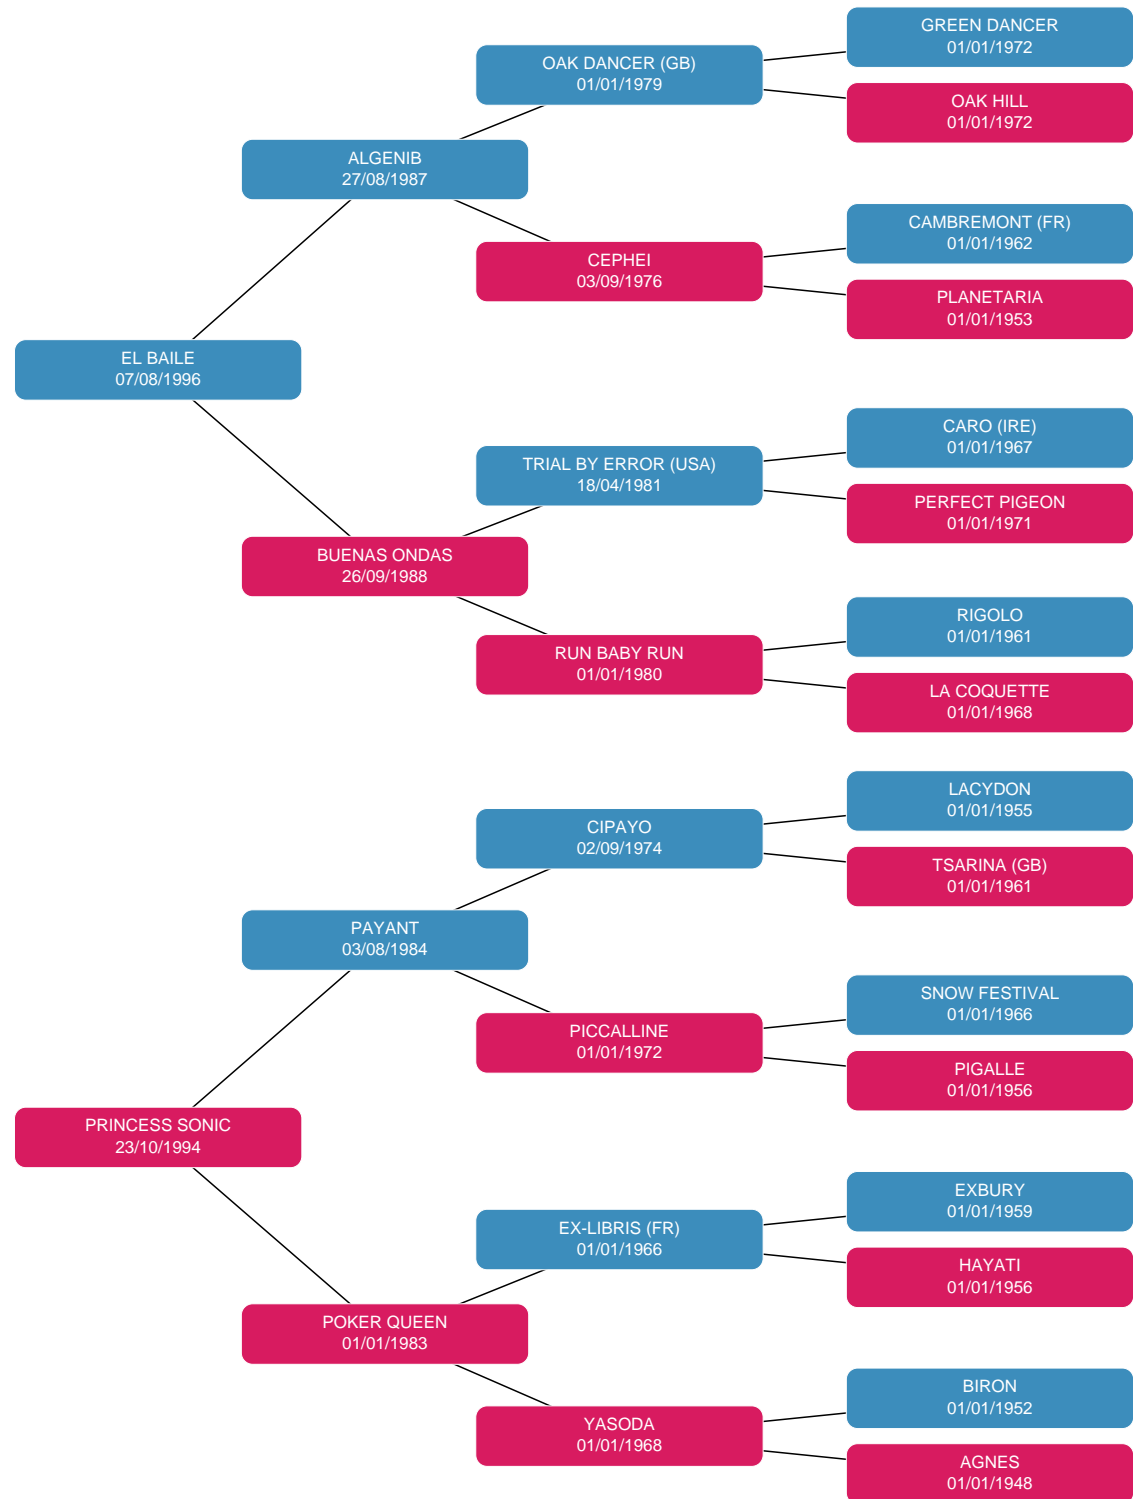 GREEN DANCER
01/01/1972
OAK DANCER (GB)
01/01/1979
OAK HILL
01/01/1972
ALGENIB
27/08/1987
CAMBREMONT (FR)
01/01/1962
CEPHEI
03/09/1976
PLANETARIA
01/01/1953
EL BAILE
07/08/1996
CARO (IRE)
01/01/1967
TRIAL BY ERROR (USA)
18/04/1981
PERFECT PIGEON
01/01/1971
BUENAS ONDAS
26/09/1988
RIGOLO
01/01/1961
RUN BABY RUN
01/01/1980
LA COQUETTE
01/01/1968
LACYDON
01/01/1955
CIPAYO
02/09/1974
TSARINA (GB)
01/01/1961
PAYANT
03/08/1984
SNOW FESTIVAL
01/01/1966
PICCALLINE
01/01/1972
PIGALLE
01/01/1956
PRINCESS SONIC
23/10/1994
EXBURY
01/01/1959
EX-LIBRIS (FR)
01/01/1966
HAYATI
01/01/1956
POKER QUEEN
01/01/1983
BIRON
01/01/1952
YASODA
01/01/1968
AGNES
01/01/1948